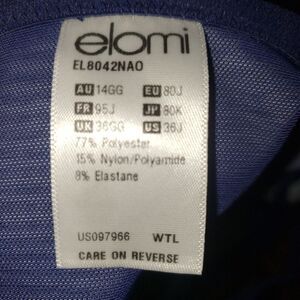 elomi
EL8042NAO
AU 14GG EU 80J
FR 95J JP 80K
UK 36GG US 36J
77% Polyester
15% Nylon/Polyamide
8% Elastane
US097966 WTL
CARE ON REVERSE